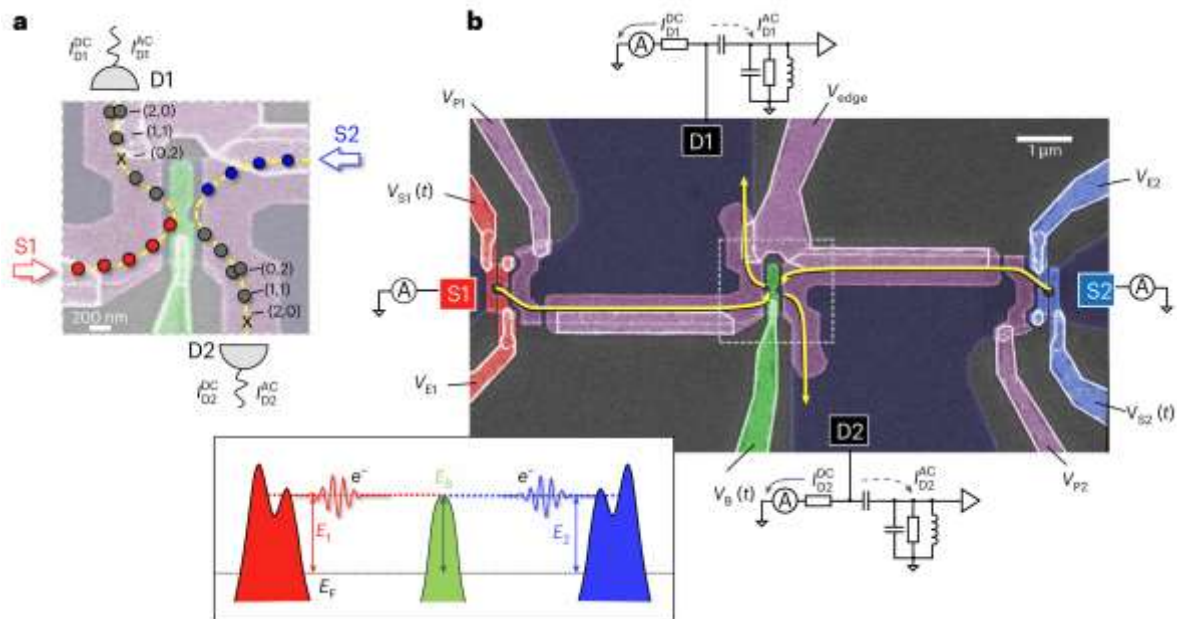 a
I_D1^DC I_D1^AC
D1
(2,0)
(1,1)
(0,2)
S2
S1
(0,2)
(1,1)
(2,0)
200 nm
D2
I_D2^DC I_D2^AC
b
A I_D1^DC I_D1^AC
V_P1
D1
V_edge
1 µm
V_S1 (t)
V_E2
A S1
S2 A
V_E1
V_S2 (t)
D2
V_B (t)
A I_D2^DC I_D2^AC
V_P2
e⁻ E_B e⁻
E_1 E_2
E_F